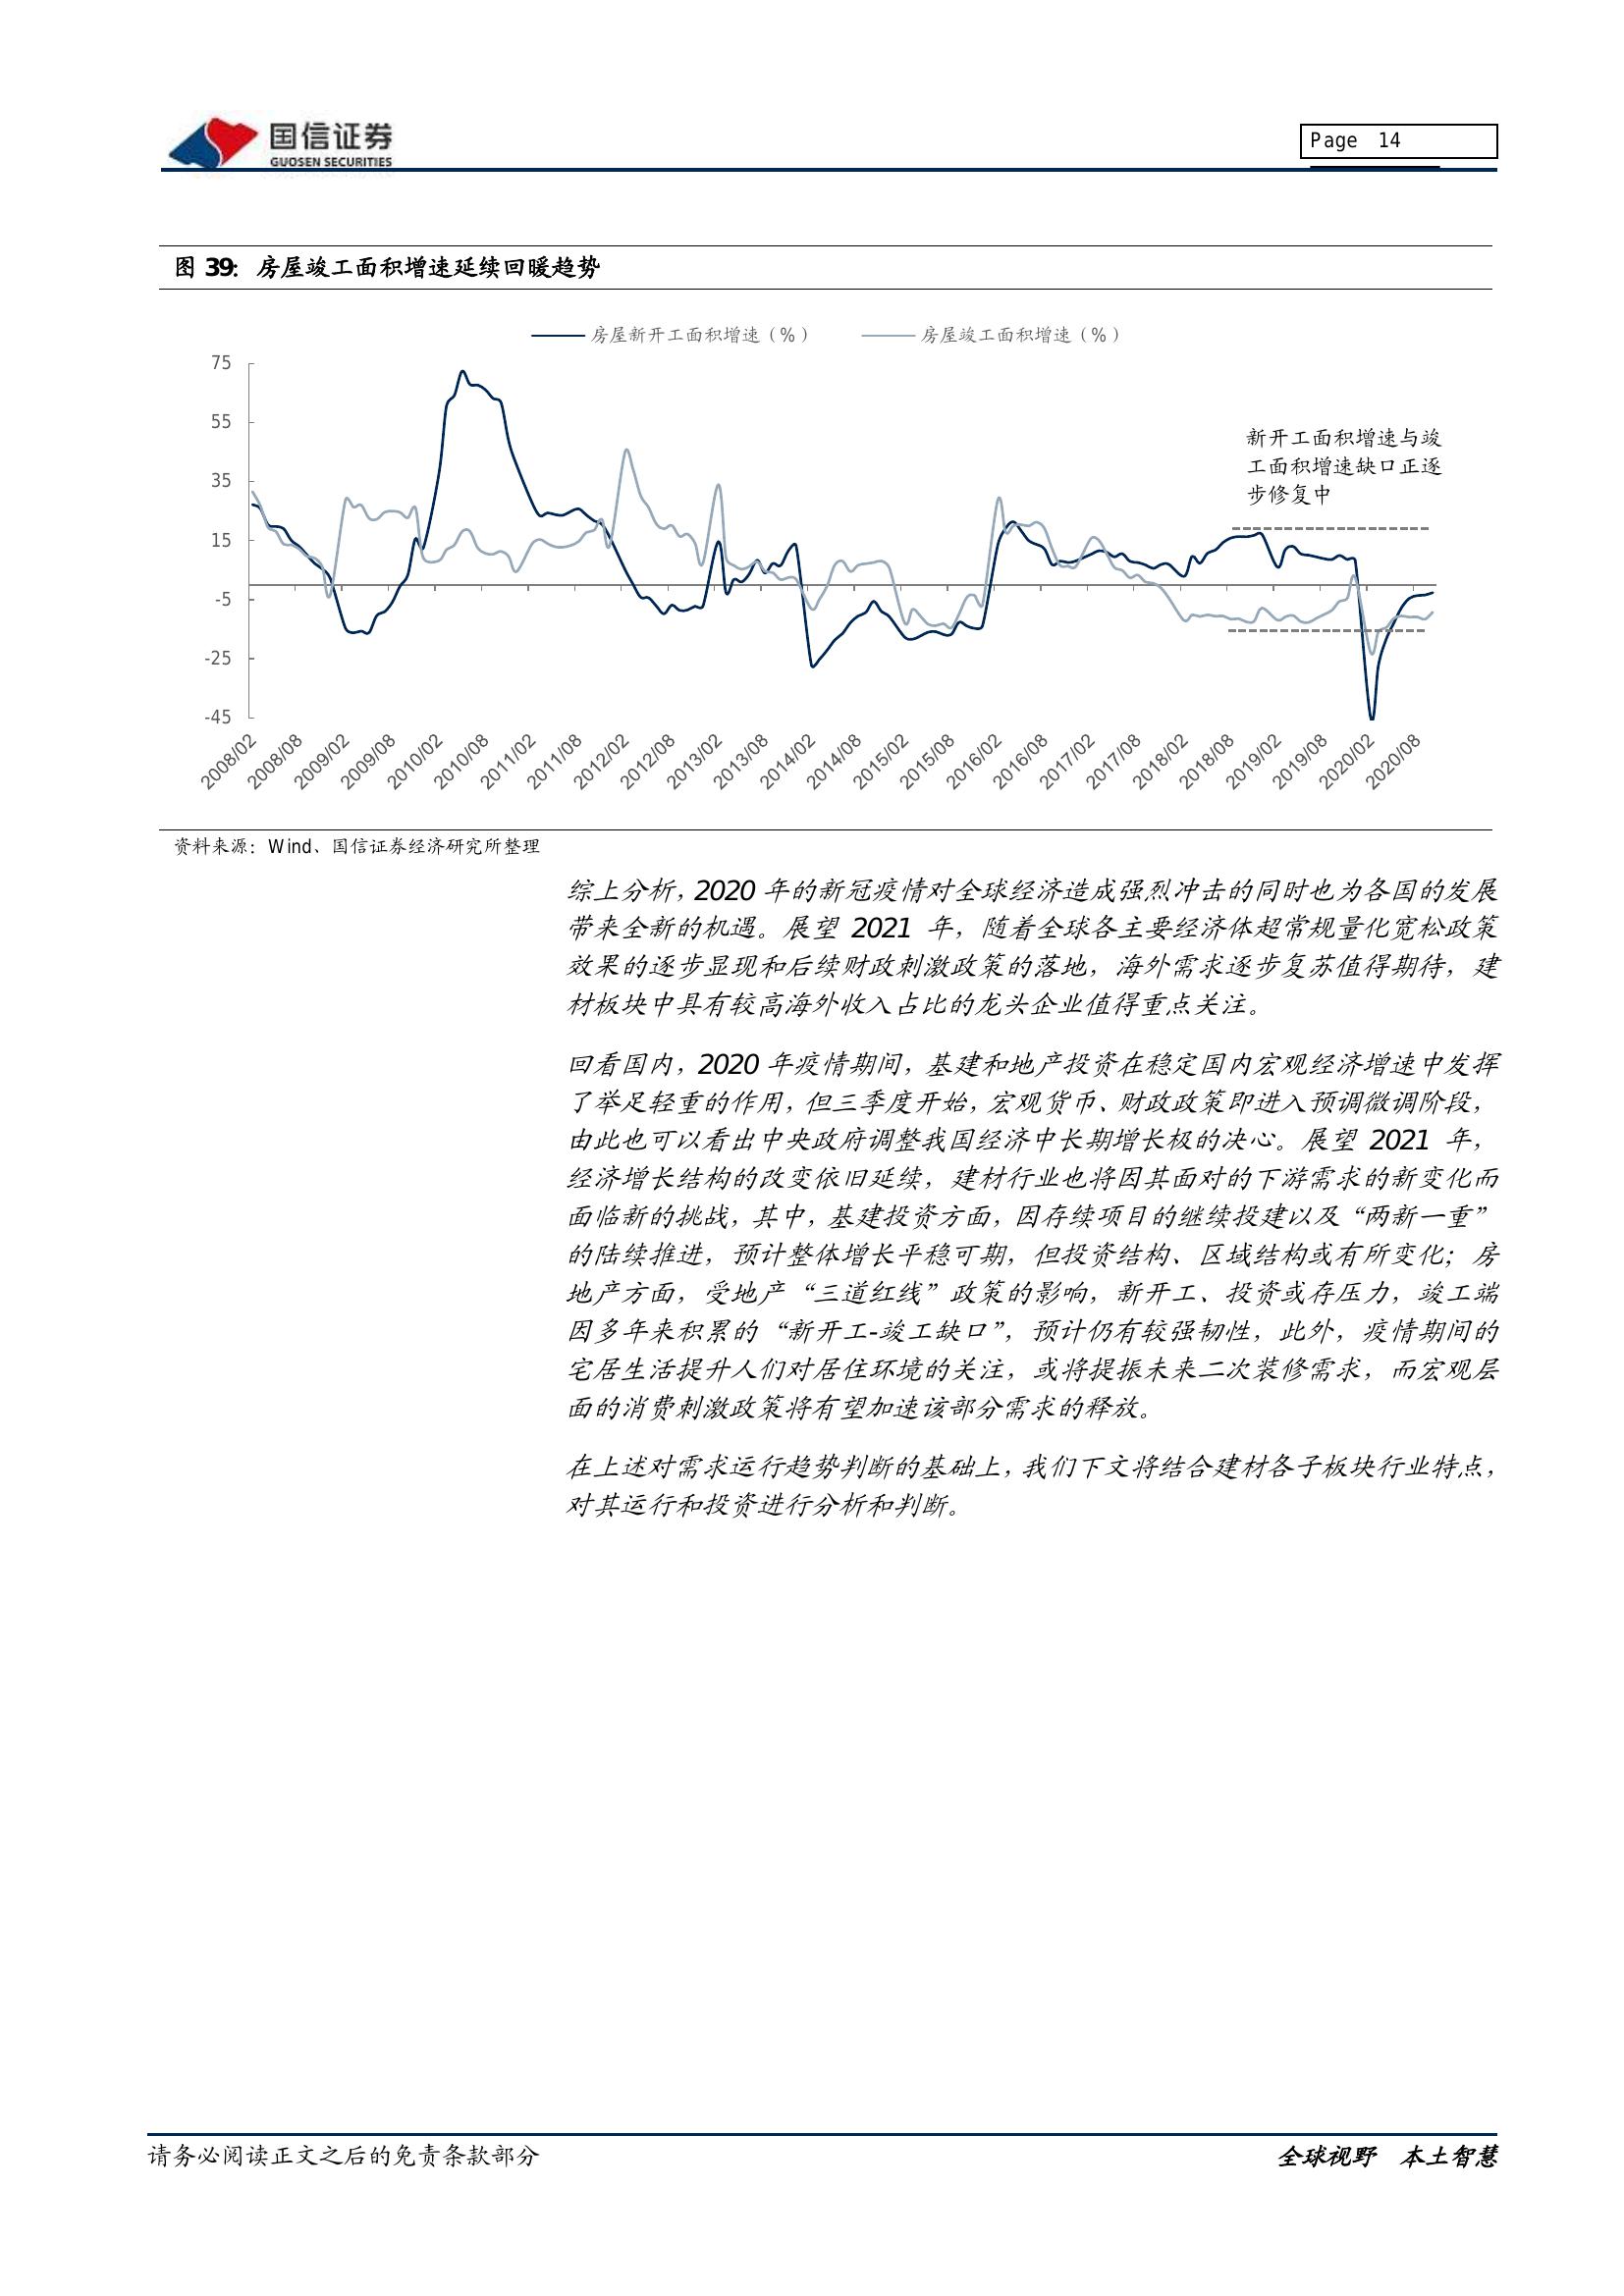 国信证券
GUOSEN SECURITIES
Page 14
图 39：房屋竣工面积增速延续回暖趋势
房屋新开工面积增速（%）
房屋竣工面积增速（%）
75
55
35
15
-5
-25
-45
新开工面积增速与竣
工面积增速缺口正逐
步修复中
2008/02
2008/08
2009/02
2009/08
2010/02
2010/08
2011/02
2011/08
2012/02
2012/08
2013/02
2013/08
2014/02
2014/08
2015/02
2015/08
2016/02
2016/08
2017/02
2017/08
2018/02
2018/08
2019/02
2019/08
2020/02
2020/08
资料来源：Wind、国信证券经济研究所整理
综上分析，2020 年的新冠疫情对全球经济造成强烈冲击的同时也为各国的发展
带来全新的机遇。展望 2021 年，随着全球各主要经济体超常规量化宽松政策
效果的逐步显现和后续财政刺激政策的落地，海外需求逐步复苏值得期待，建
材板块中具有较高海外收入占比的龙头企业值得重点关注。
回看国内，2020 年疫情期间，基建和地产投资在稳定国内宏观经济增速中发挥
了举足轻重的作用，但三季度开始，宏观货币、财政政策即进入预调微调阶段，
由此也可以看出中央政府调整我国经济中长期增长极的决心。展望 2021 年，
经济增长结构的改变依旧延续，建材行业也将因其面对的下游需求的新变化而
面临新的挑战，其中，基建投资方面，因存续项目的继续投建以及“两新一重”
的陆续推进，预计整体增长平稳可期，但投资结构、区域结构或有所变化；房
地产方面，受地产“三道红线”政策的影响，新开工、投资或存压力，竣工端
因多年来积累的“新开工-竣工缺口”，预计仍有较强韧性，此外，疫情期间的
宅居生活提升人们对居住环境的关注，或将提振未来二次装修需求，而宏观层
面的消费刺激政策将有望加速该部分需求的释放。
在上述对需求运行趋势判断的基础上，我们下文将结合建材各子板块行业特点，
对其运行和投资进行分析和判断。
请务必阅读正文之后的免责条款部分
全球视野 本土智慧